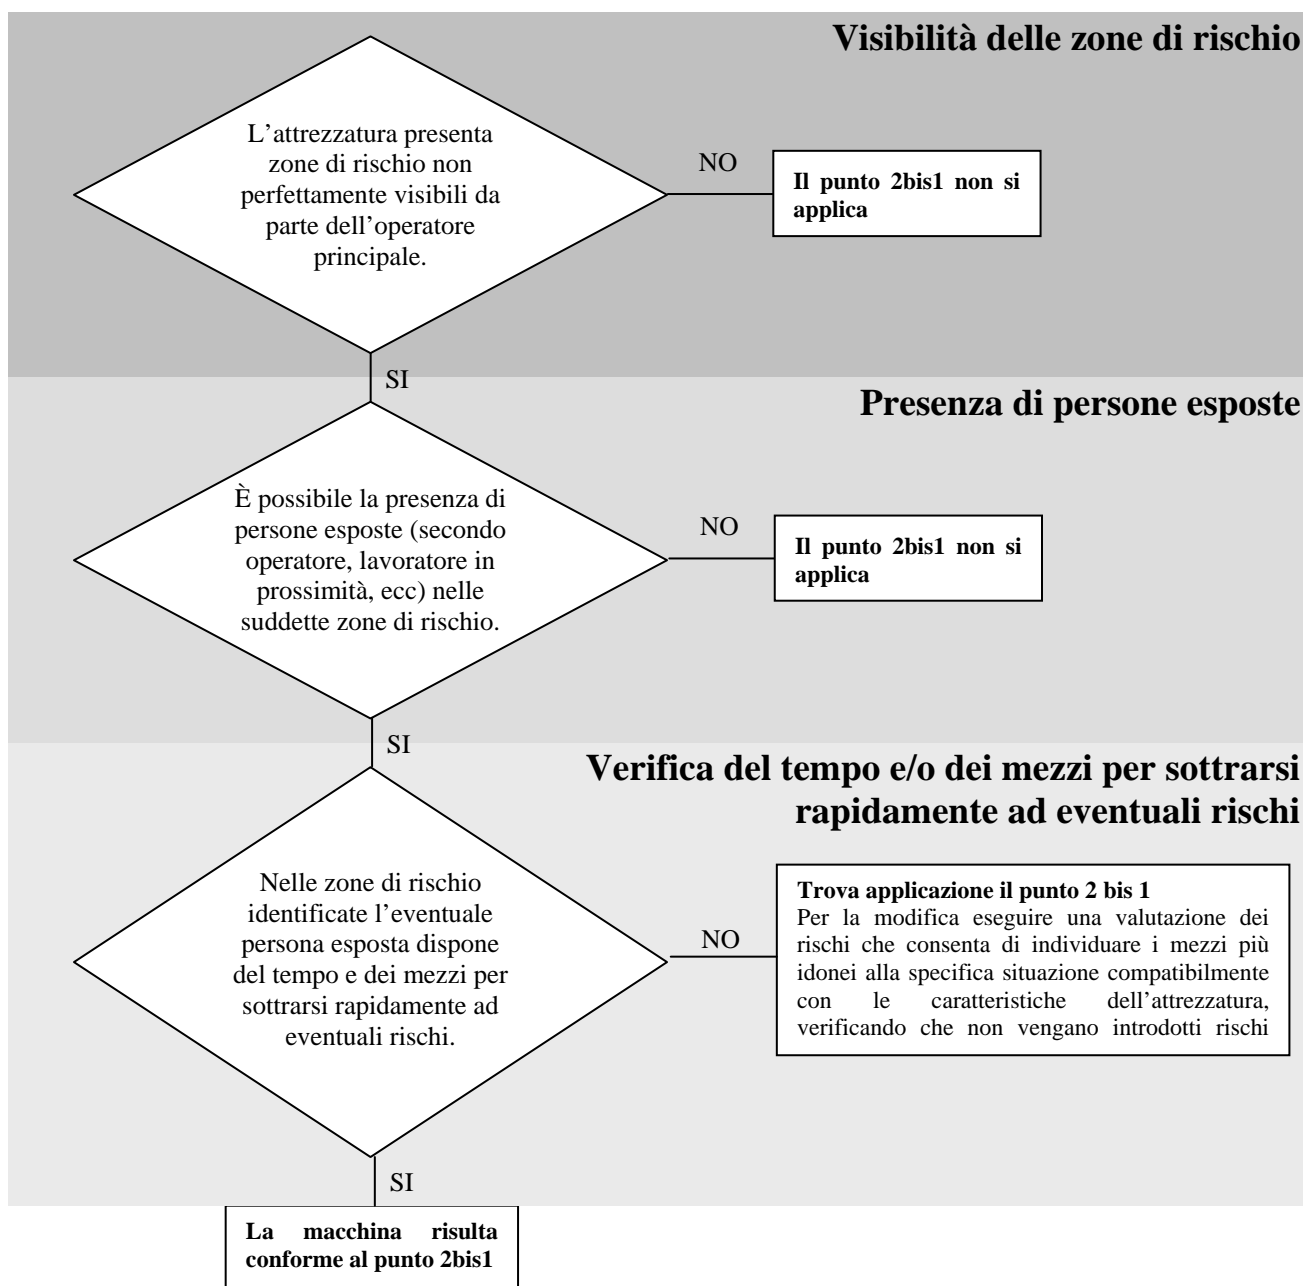 Visibilità delle zone di rischio
L'attrezzatura presenta
zone di rischio non
perfettamente visibili da
parte dell'operatore
principale.
NO
Il punto 2bis1 non si
applica
SI
Presenza di persone esposte
È possibile la presenza di
persone esposte (secondo
operatore, lavoratore in
prossimità, ecc) nelle
suddette zone di rischio.
NO
Il punto 2bis1 non si
applica
SI
Verifica del tempo e/o dei mezzi per sottrarsi
rapidamente ad eventuali rischi
Nelle zone di rischio
identificate l'eventuale
persona esposta dispone
del tempo e dei mezzi per
sottrarsi rapidamente ad
eventuali rischi.
NO
Trova applicazione il punto 2 bis 1
Per la modifica eseguire una valutazione dei
rischi che consenta di individuare i mezzi più
idonei alla specifica situazione compatibilmente
con le caratteristiche dell'attrezzatura,
verificando che non vengano introdotti rischi
SI
La macchina risulta
conforme al punto 2bis1